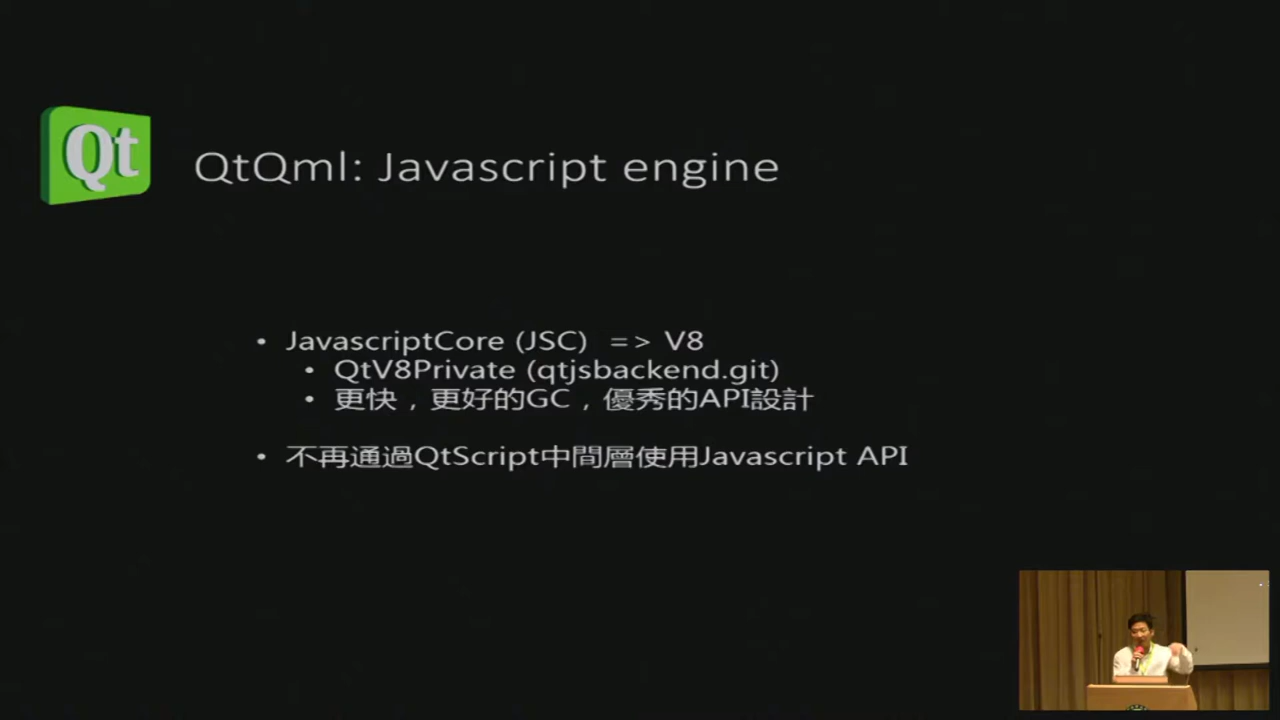 Qt
QtQml: Javascript engine
• JavascriptCore (JSC) => V8
• QtV8Private (qtjsbackend.git)
• 更快，更好的GC，優秀的API設計
• 不再通過QtScript中間層使用Javascript API